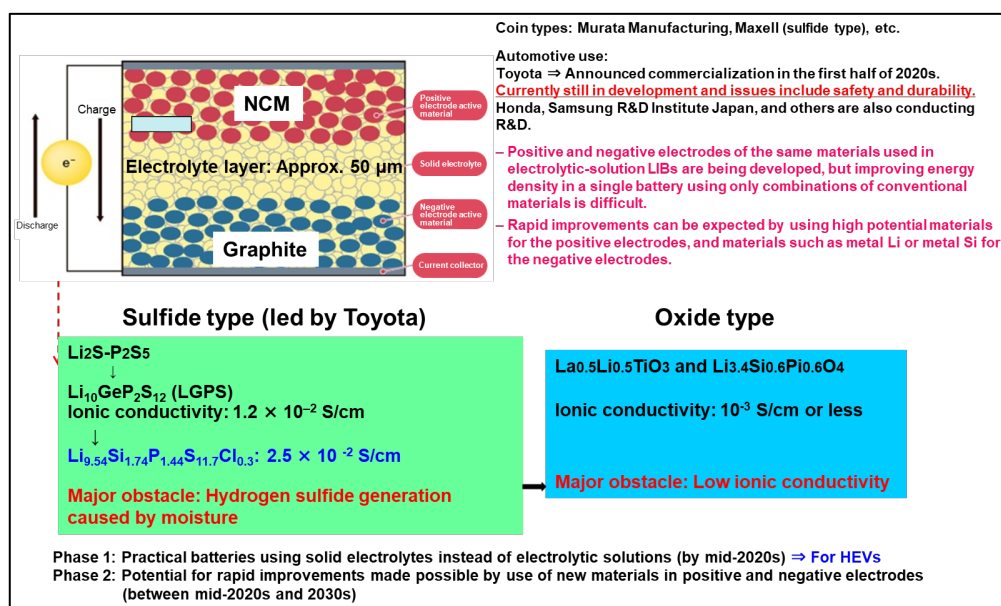 Coin types: Murata Manufacturing, Maxell (sulfide type), etc.
Automotive use:
Toyota ⇒ Announced commercialization in the first half of 2020s.
Currently still in development and issues include safety and durability.
Honda, Samsung R&D Institute Japan, and others are also conducting
R&D.
– Positive and negative electrodes of the same materials used in
electrolytic-solution LIBs are being developed, but improving energy
density in a single battery using only combinations of conventional
materials is difficult.
– Rapid improvements can be expected by using high potential materials
for the positive electrodes, and materials such as metal Li or metal Si for
the negative electrodes.
Charge
e⁻
Discharge
NCM
Electrolyte layer: Approx. 50 μm
Graphite
Positive
electrode active
material
Solid electrolyte
Negative
electrode active
material
Current collector
Sulfide type (led by Toyota)
Li2S-P2S5
↓
Li₁₀GeP₂S₁₂ (LGPS)
Ionic conductivity: 1.2 × 10⁻² S/cm
↓
Li₉.₅₄Si₁.₇₄P₁.₄₄S₁₁.₇Cl₀.₃: 2.5 × 10 ⁻² S/cm
Major obstacle: Hydrogen sulfide generation
caused by moisture
Oxide type
La0.5Li0.5TiO3 and Li3.4Si0.6Pi0.6O4
Ionic conductivity: 10⁻³ S/cm or less
Major obstacle: Low ionic conductivity
Phase 1: Practical batteries using solid electrolytes instead of electrolytic solutions (by mid-2020s) ⇒ For HEVs
Phase 2: Potential for rapid improvements made possible by use of new materials in positive and negative electrodes
(between mid-2020s and 2030s)